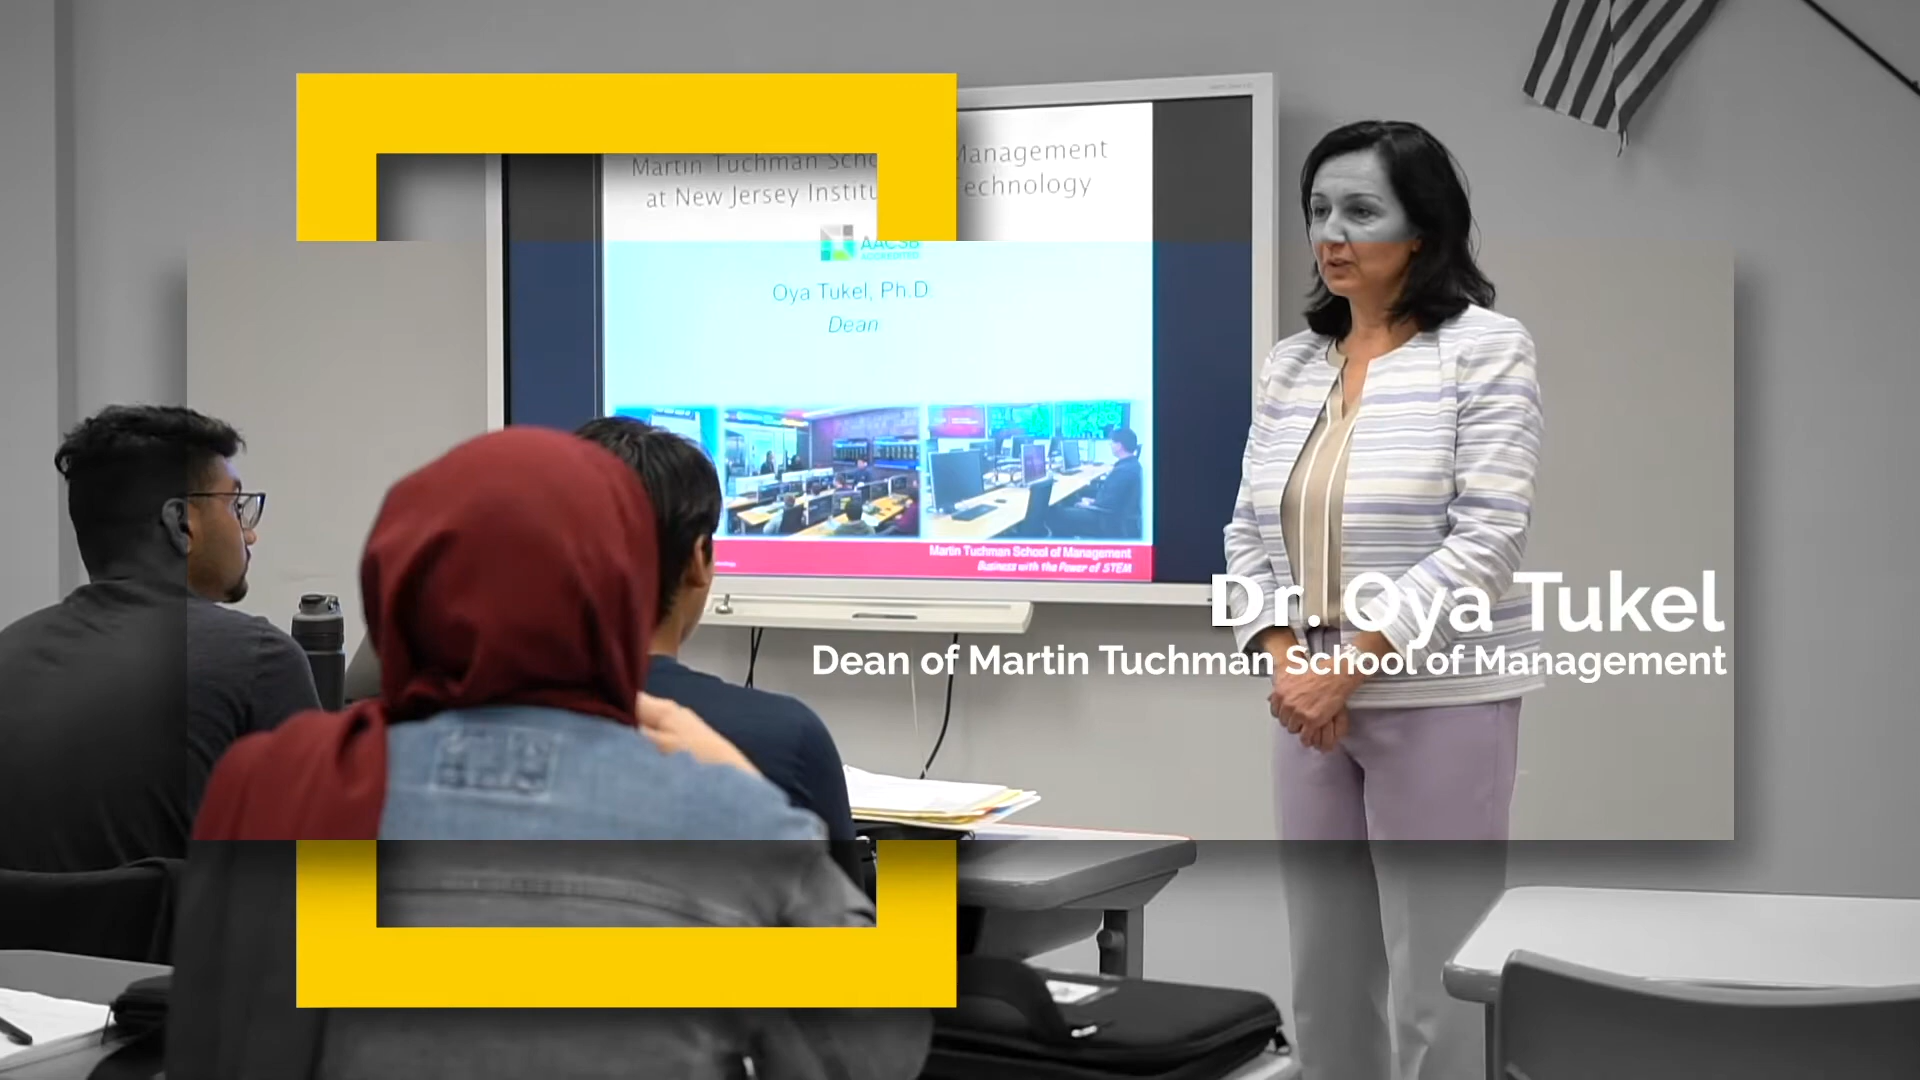 Martin Tuchman Scho Management
at New Jersey Institu Technology
AACSB
ACCREDITED
Oya Tukel, Ph.D.
Dean
Martin Tuchman School of Management
Business with the Power of STEM
Dr. Oya Tukel
Dean of Martin Tuchman School of Management